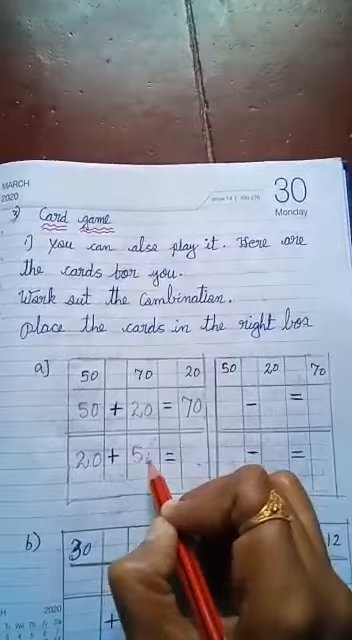 MARCH
2020
30
Monday
3) Card game
i) You can also play it. Here are
the cards for you.
Work out the Combination.
Place the cards in the right box
a] 50 70 20 50 20 70
50 + 20 = 70 - =
20 + 5 = - =
b) 30 12
+
2020